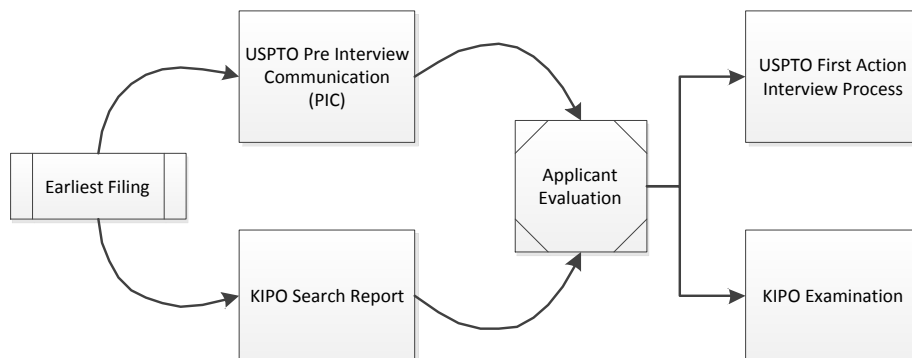 USPTO Pre Interview
Communication
(PIC)
USPTO First Action
Interview Process
Earliest Filing
Applicant
Evaluation
KIPO Search Report
KIPO Examination